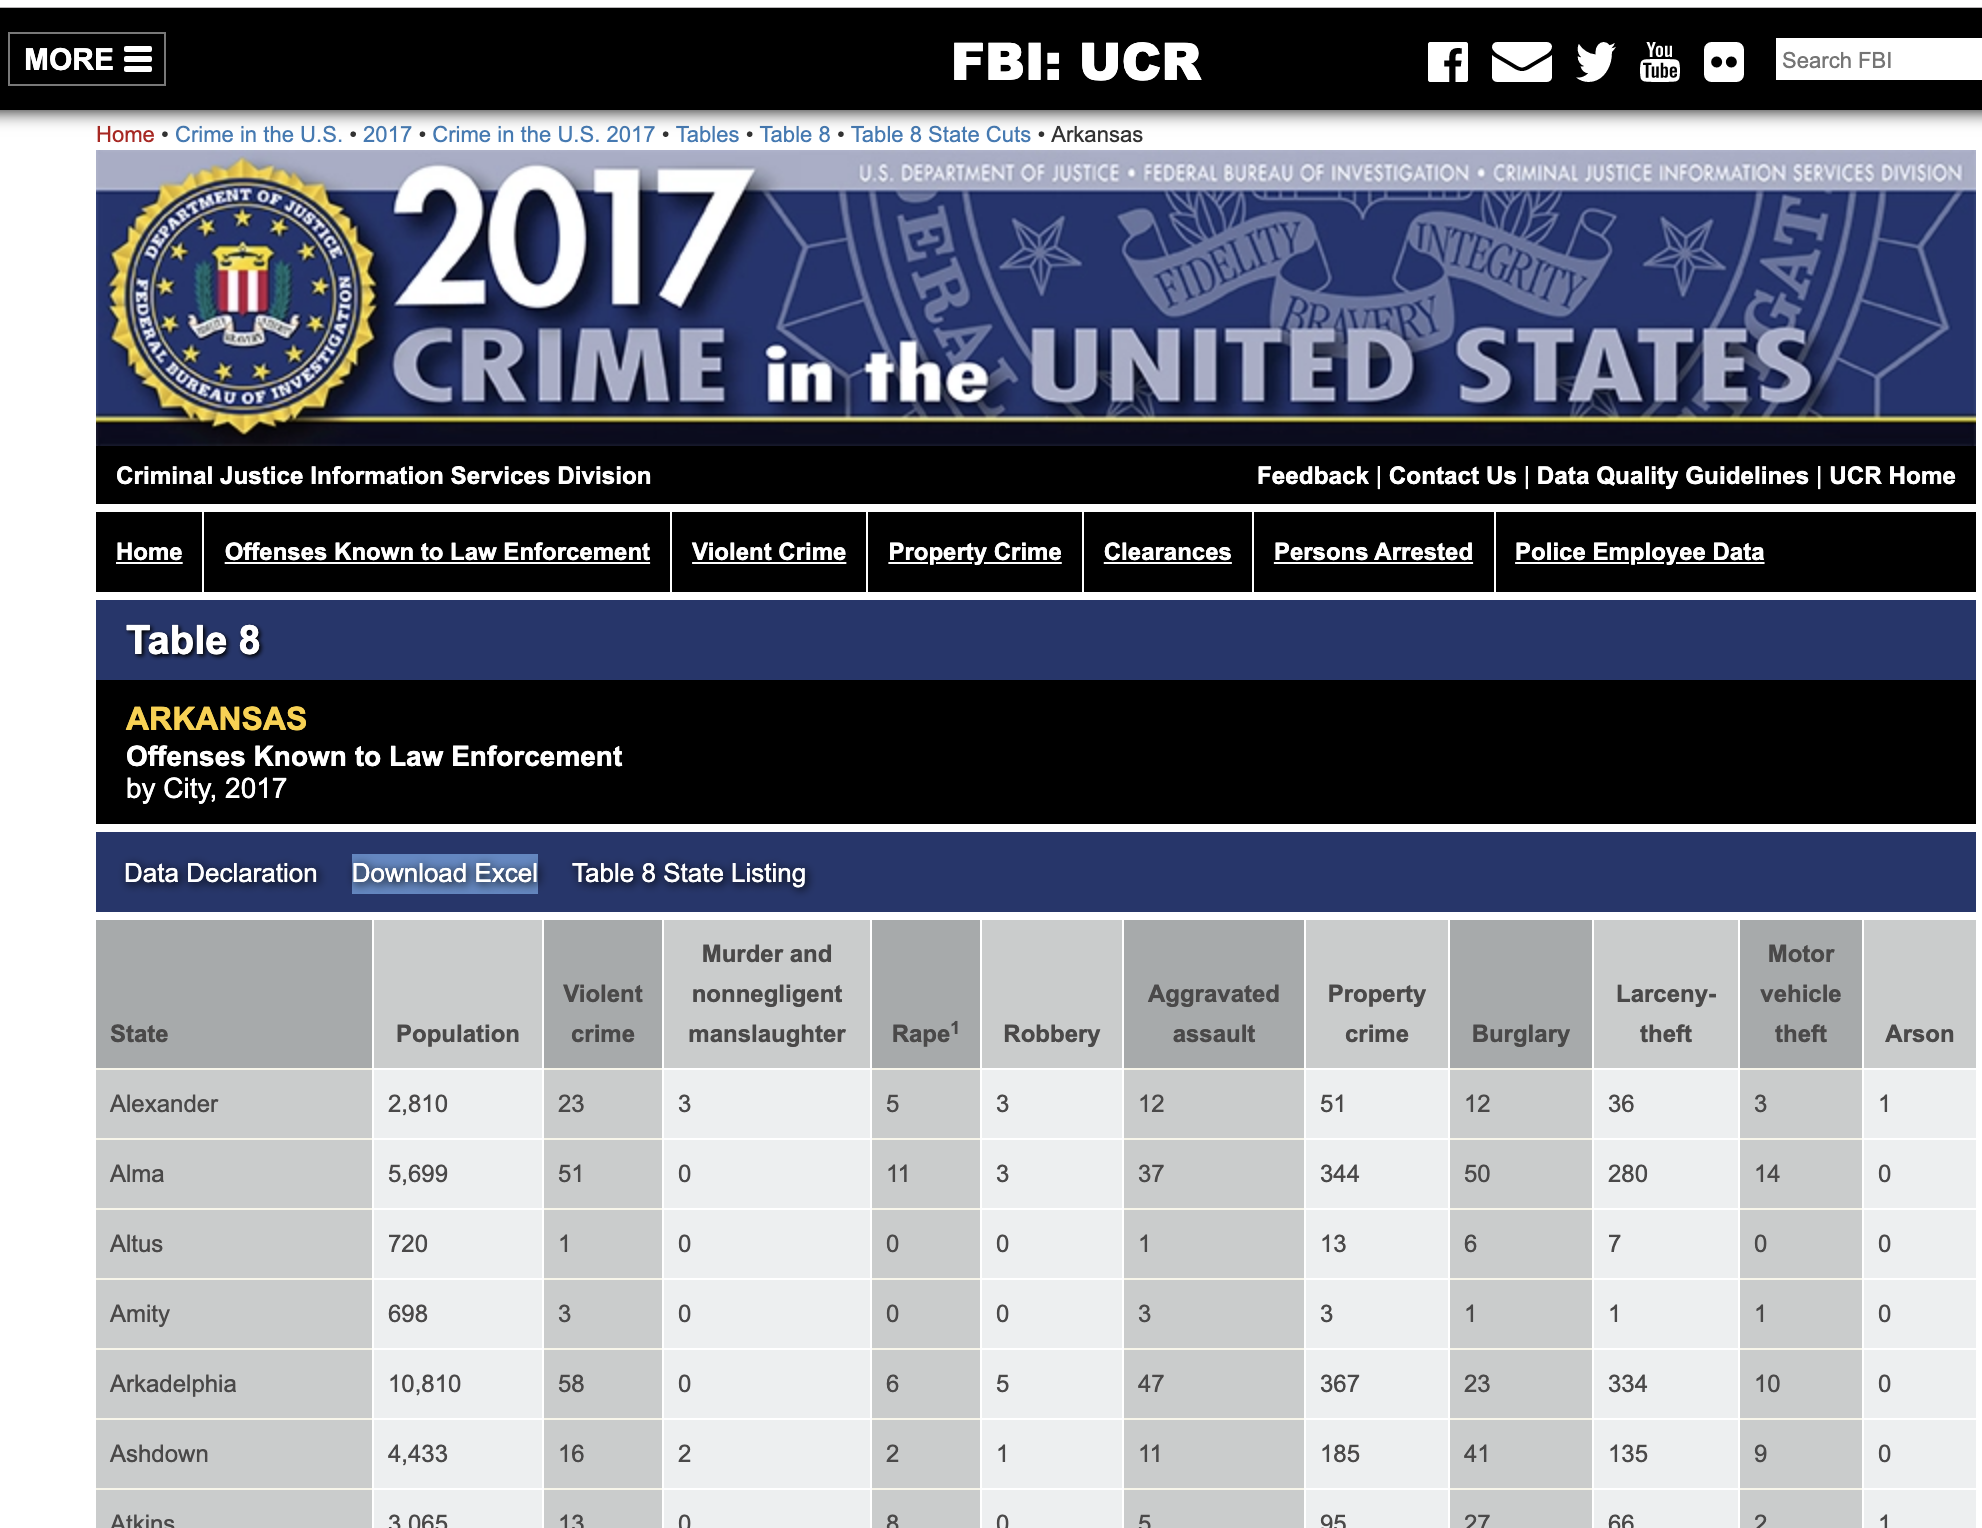 MORE
FBI: UCR
You
Tube
Search FBI
Home • Crime in the U.S. • 2017 • Crime in the U.S. 2017 • Tables • Table 8 • Table 8 State Cuts • Arkansas
U.S. DEPARTMENT OF JUSTICE • FEDERAL BUREAU OF INVESTIGATION • CRIMINAL JUSTICE INFORMATION SERVICES DIVISION
DEPARTMENT OF JUSTICE
FEDERAL BUREAU OF INVESTIGATION
FIDELITY
BRAVERY
INTEGRITY
2017
CRIME in the UNITED STATES
Criminal Justice Information Services Division
Feedback | Contact Us | Data Quality Guidelines | UCR Home
Home Offenses Known to Law Enforcement Violent Crime Property Crime Clearances Persons Arrested Police Employee Data
Table 8
ARKANSAS
Offenses Known to Law Enforcement
by City, 2017
Data Declaration Download Excel Table 8 State Listing
State Population Violent crime Murder and nonnegligent manslaughter Rape1 Robbery Aggravated assault Property crime Burglary Larceny-theft Motor vehicle theft Arson
Alexander 2,810 23 3 5 3 12 51 12 36 3 1
Alma 5,699 51 0 11 3 37 344 50 280 14 0
Altus 720 1 0 0 0 1 13 6 7 0 0
Amity 698 3 0 0 0 3 3 1 1 1 0
Arkadelphia 10,810 58 0 6 5 47 367 23 334 10 0
Ashdown 4,433 16 2 2 1 11 185 41 135 9 0
Atkins 3,065 13 0 8 0 5 95 27 66 2 1